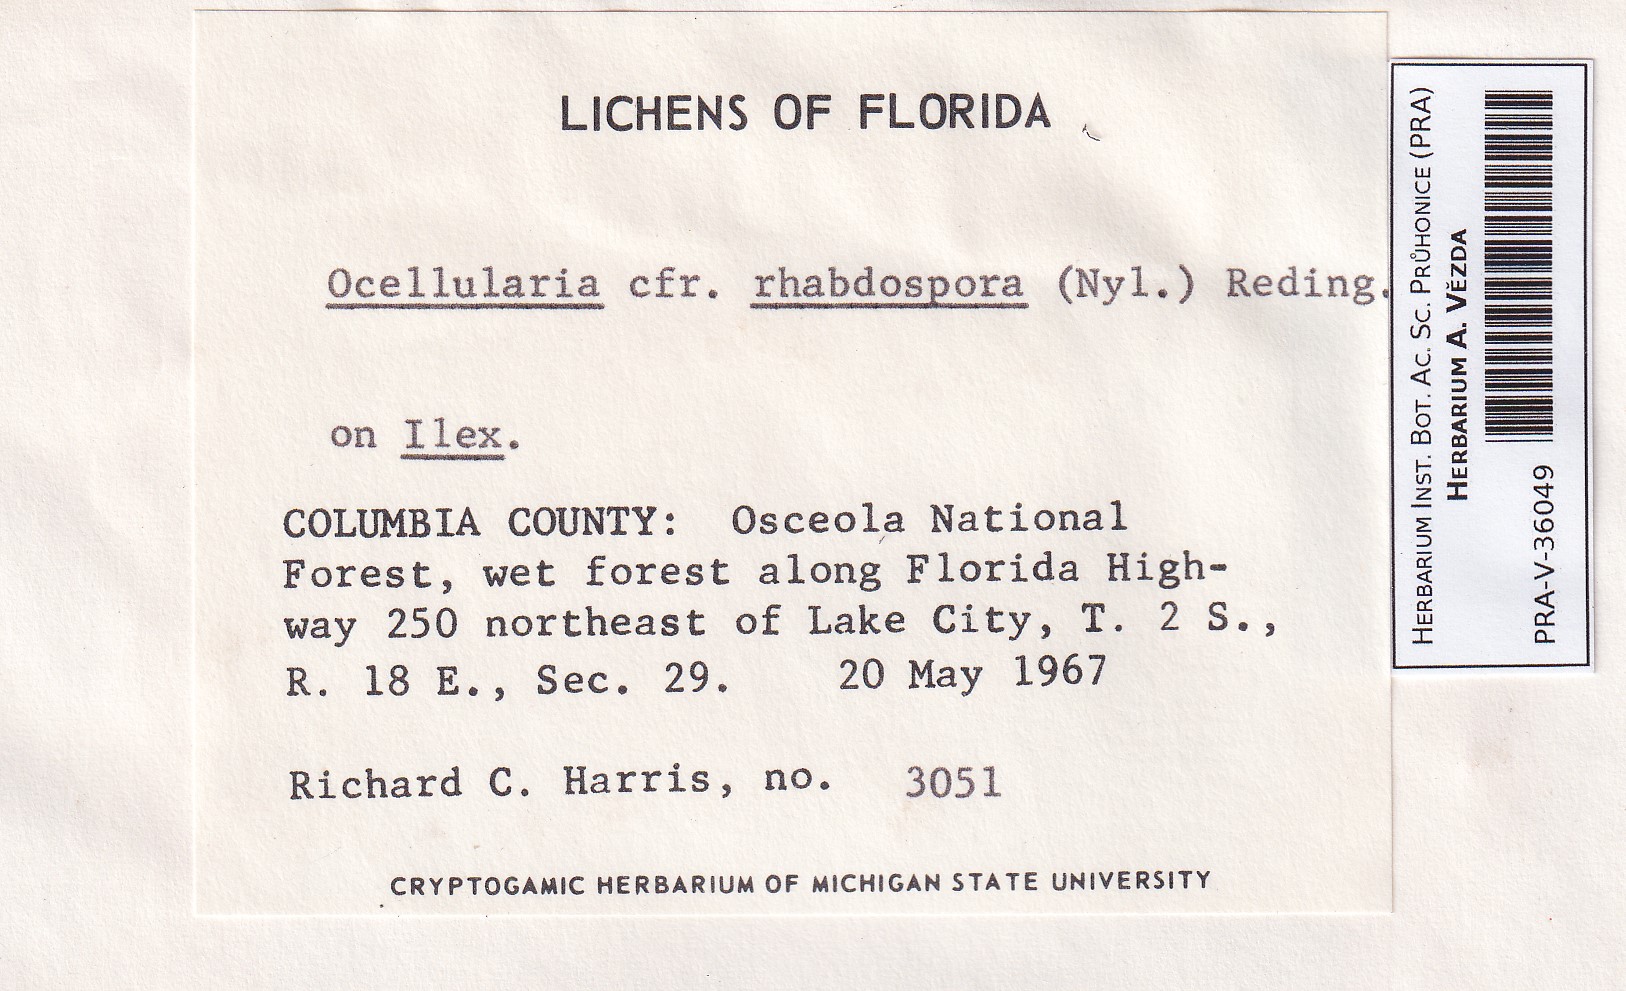 LICHENS OF FLORIDA
Ocellularia cfr. rhabdospora (Nyl.) Reding.
on Ilex.
COLUMBIA COUNTY: Osceola National
Forest, wet forest along Florida High-
way 250 northeast of Lake City, T. 2 S.,
R. 18 E., Sec. 29. 20 May 1967
Richard C. Harris, no. 3051
CRYPTOGAMIC HERBARIUM OF MICHIGAN STATE UNIVERSITY
HERBARIUM INST. BOT. AC. SC. PRŮHONICE (PRA)
HERBARIUM A. VĚZDA
PRA-V-36049